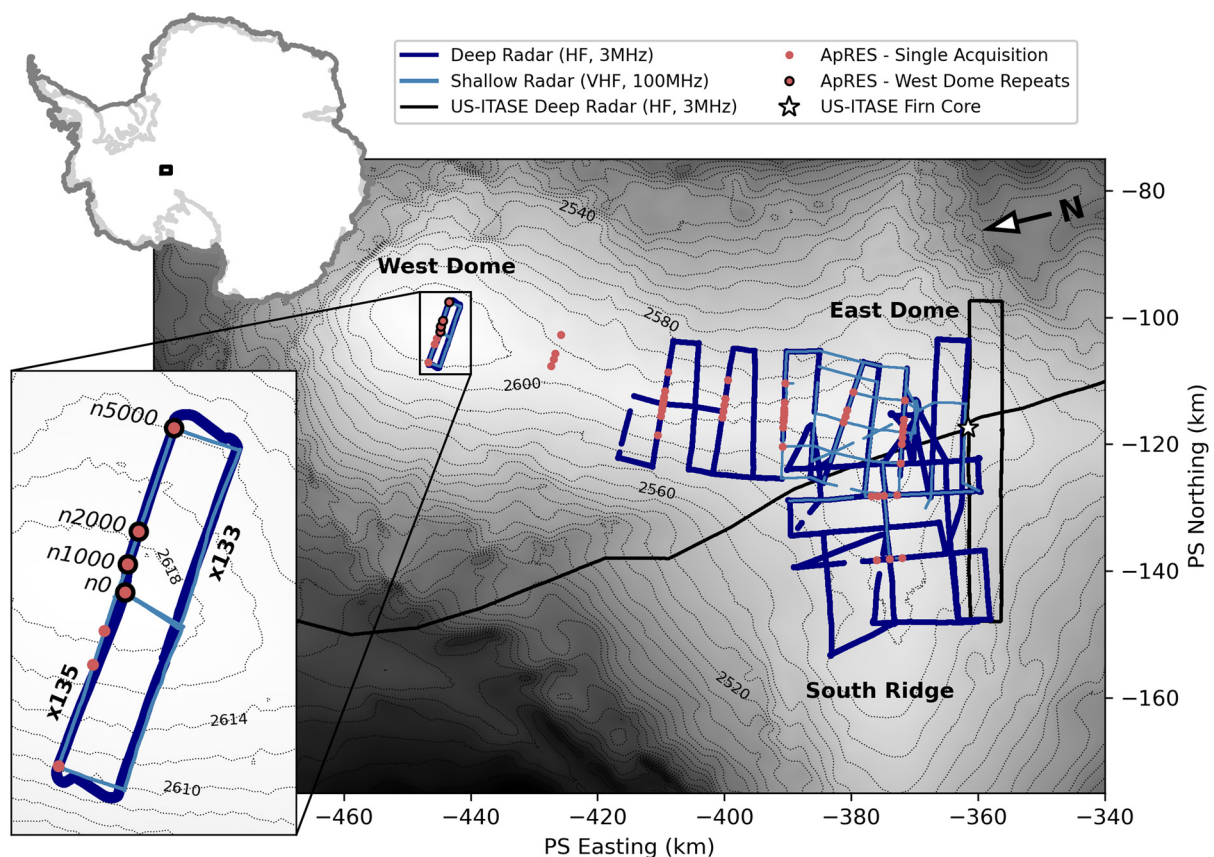 Deep Radar (HF, 3MHz)
Shallow Radar (VHF, 100MHz)
US-ITASE Deep Radar (HF, 3MHz)
ApRES - Single Acquisition
ApRES - West Dome Repeats
US-ITASE Firn Core
N
2540
West Dome
2580
East Dome
2600
2560
2520
South Ridge
n5000
n2000
n1000
n0
2618
x133
x135
2614
2610
−80
−100
−120
−140
−160
PS Northing (km)
−460
−440
−420
−400
−380
−360
−340
PS Easting (km)